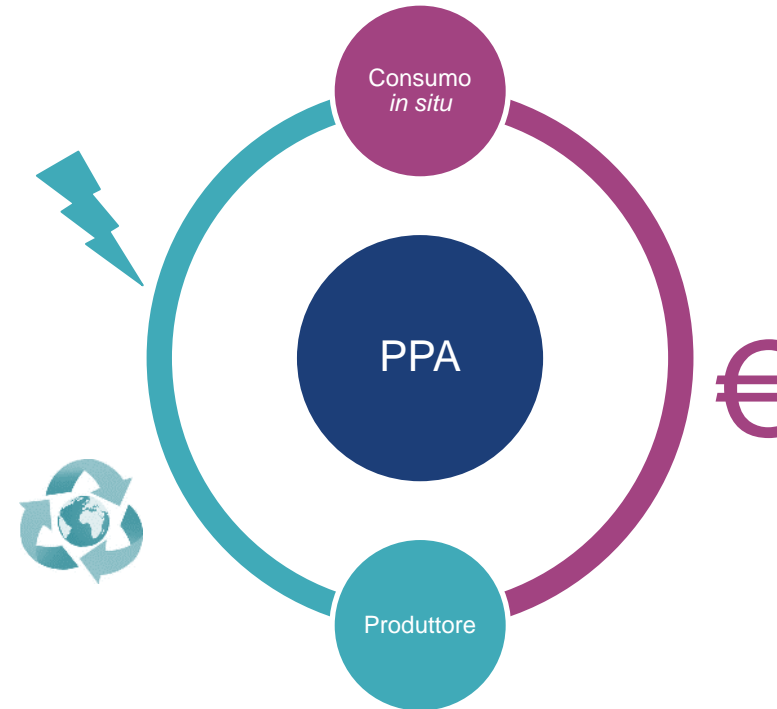 Consumo
in situ
PPA
€
Produttore